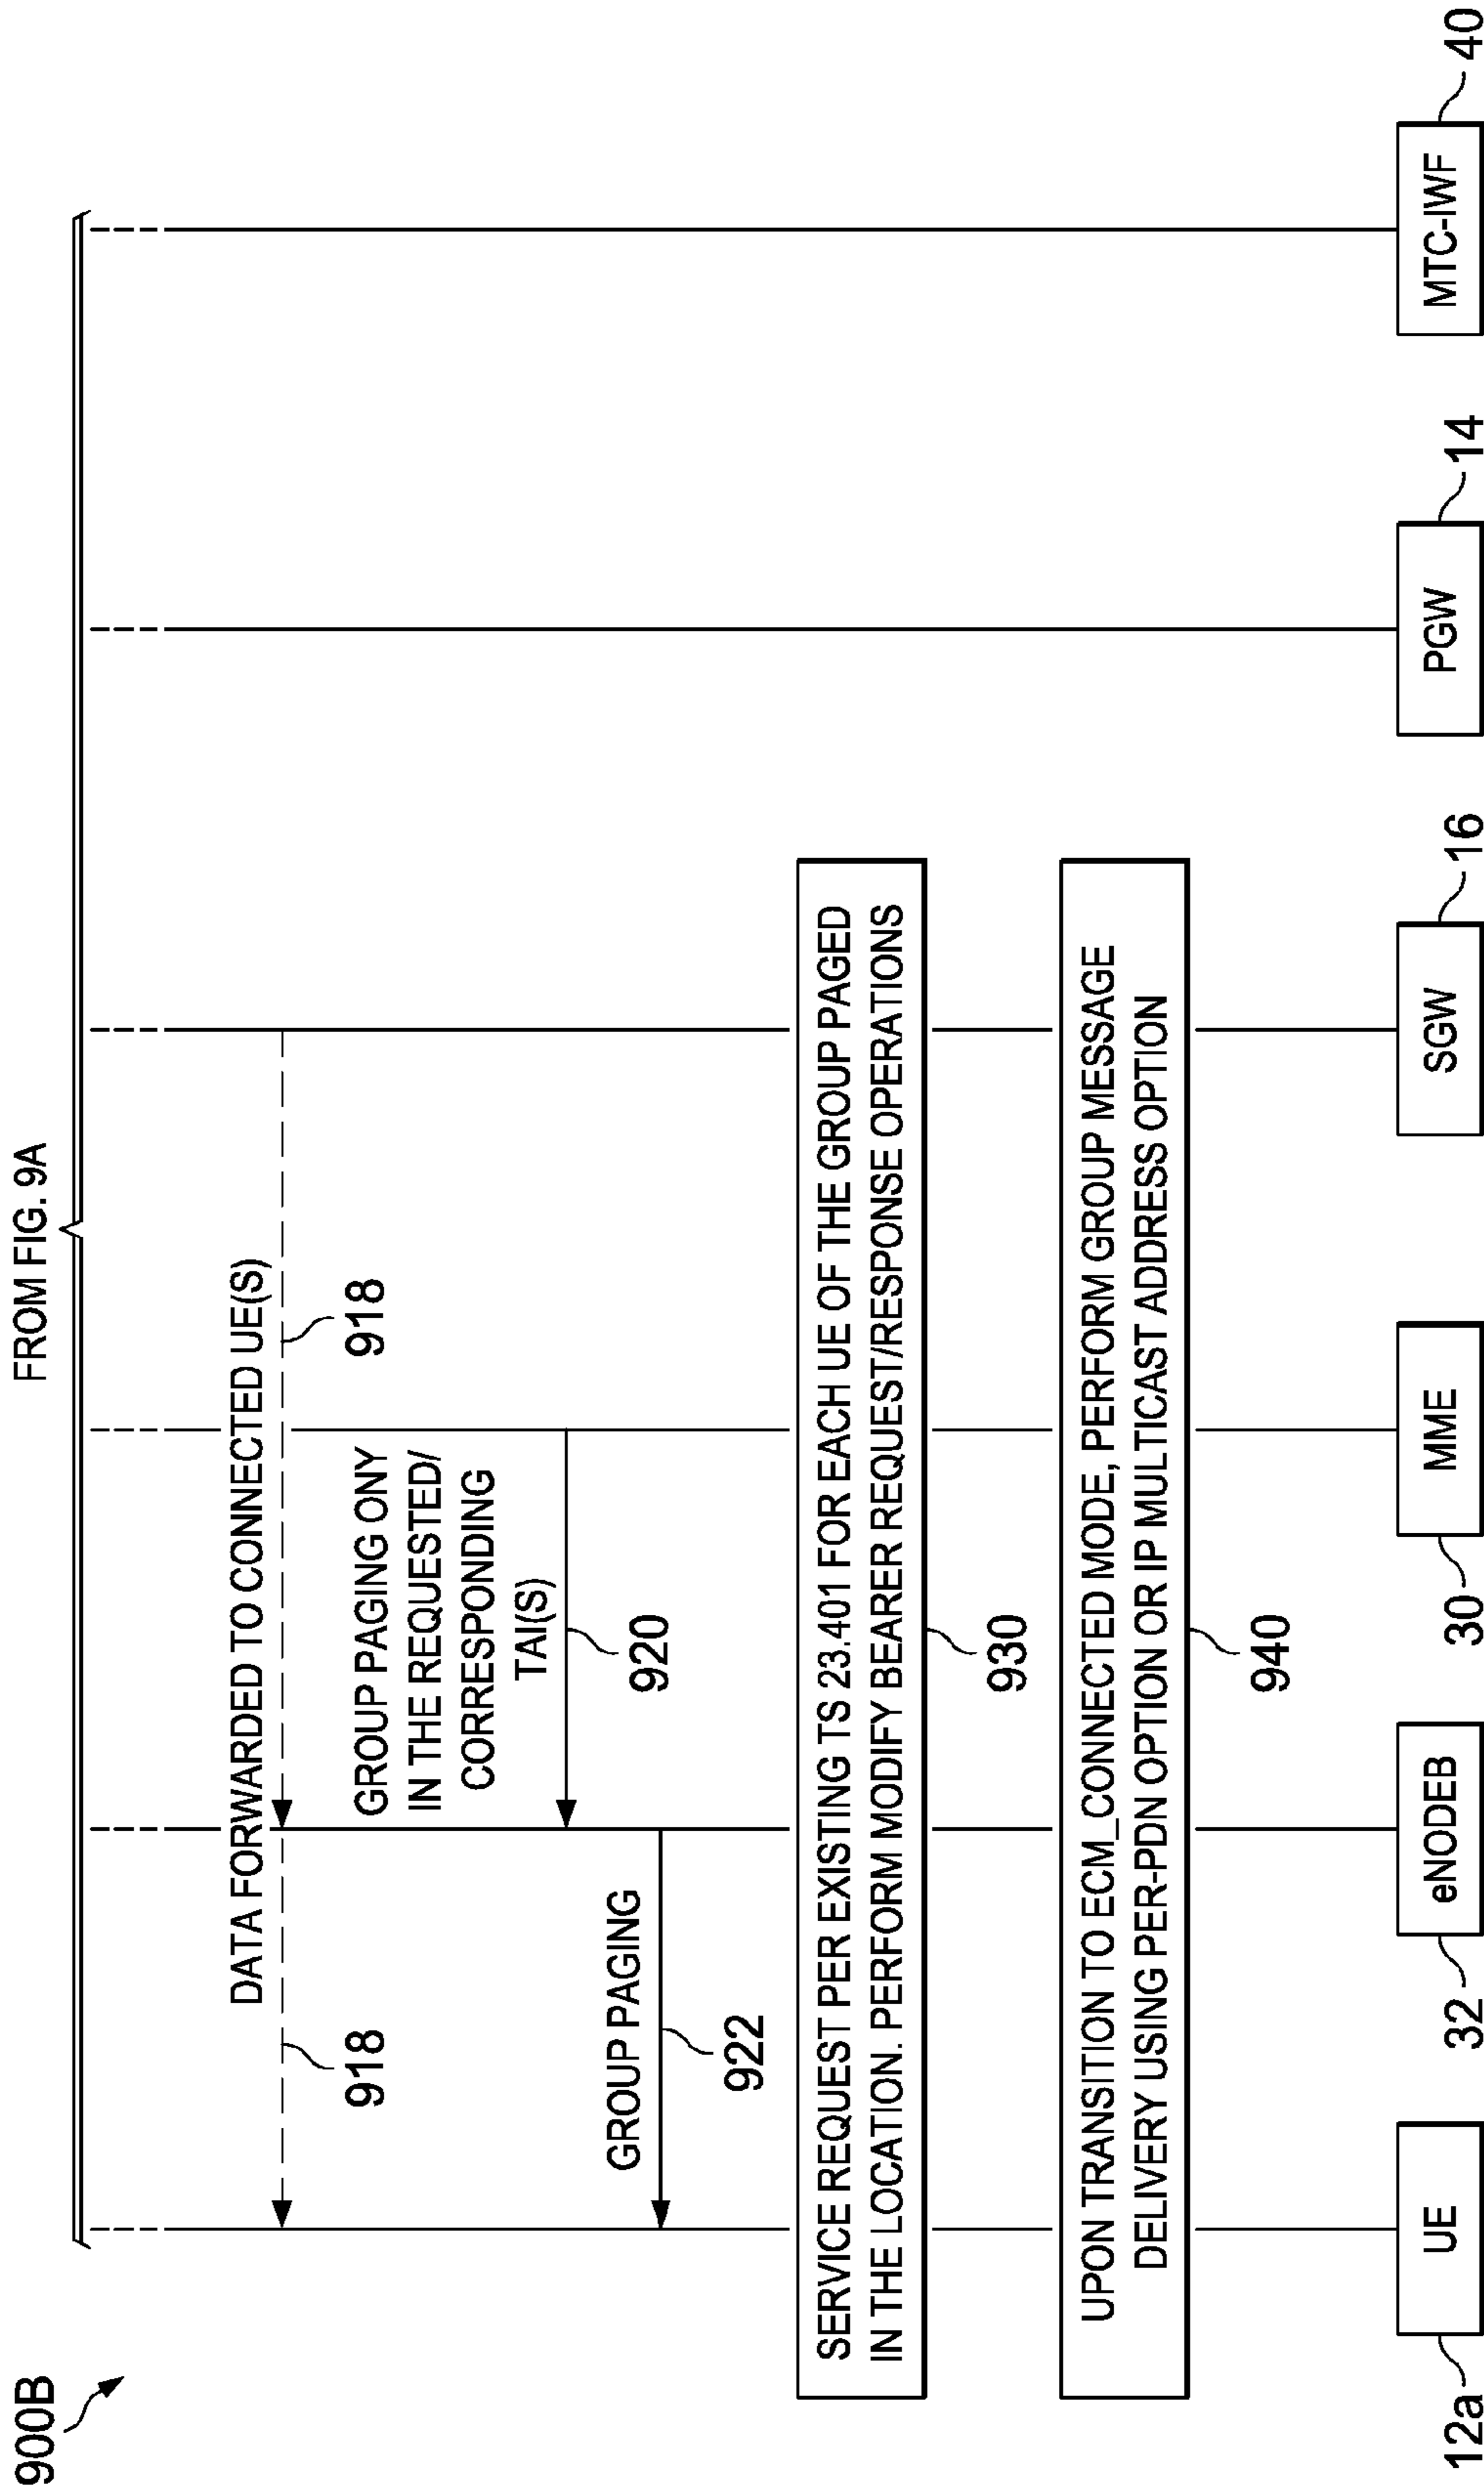 900B
FROM FIG. 9A
DATA FORWARDED TO CONNECTED UE(S)
918
918
GROUP PAGING ONY
IN THE REQUESTED/
CORRESPONDING
TAI(S)
920
GROUP PAGING
922
SERVICE REQUEST PER EXISTING TS 23.401 FOR EACH UE OF THE GROUP PAGED
IN THE LOCATION. PERFORM MODIFY BEARER REQUEST/RESPONSE OPERATIONS
930
UPON TRANSITION TO ECM_CONNECTED MODE, PERFORM GROUP MESSAGE
DELIVERY USING PER-PDN OPTION OR IP MULTICAST ADDRESS OPTION
940
UE
eNODEB
MME
SGW
PGW
MTC-IWF
12a
32
30
16
14
40